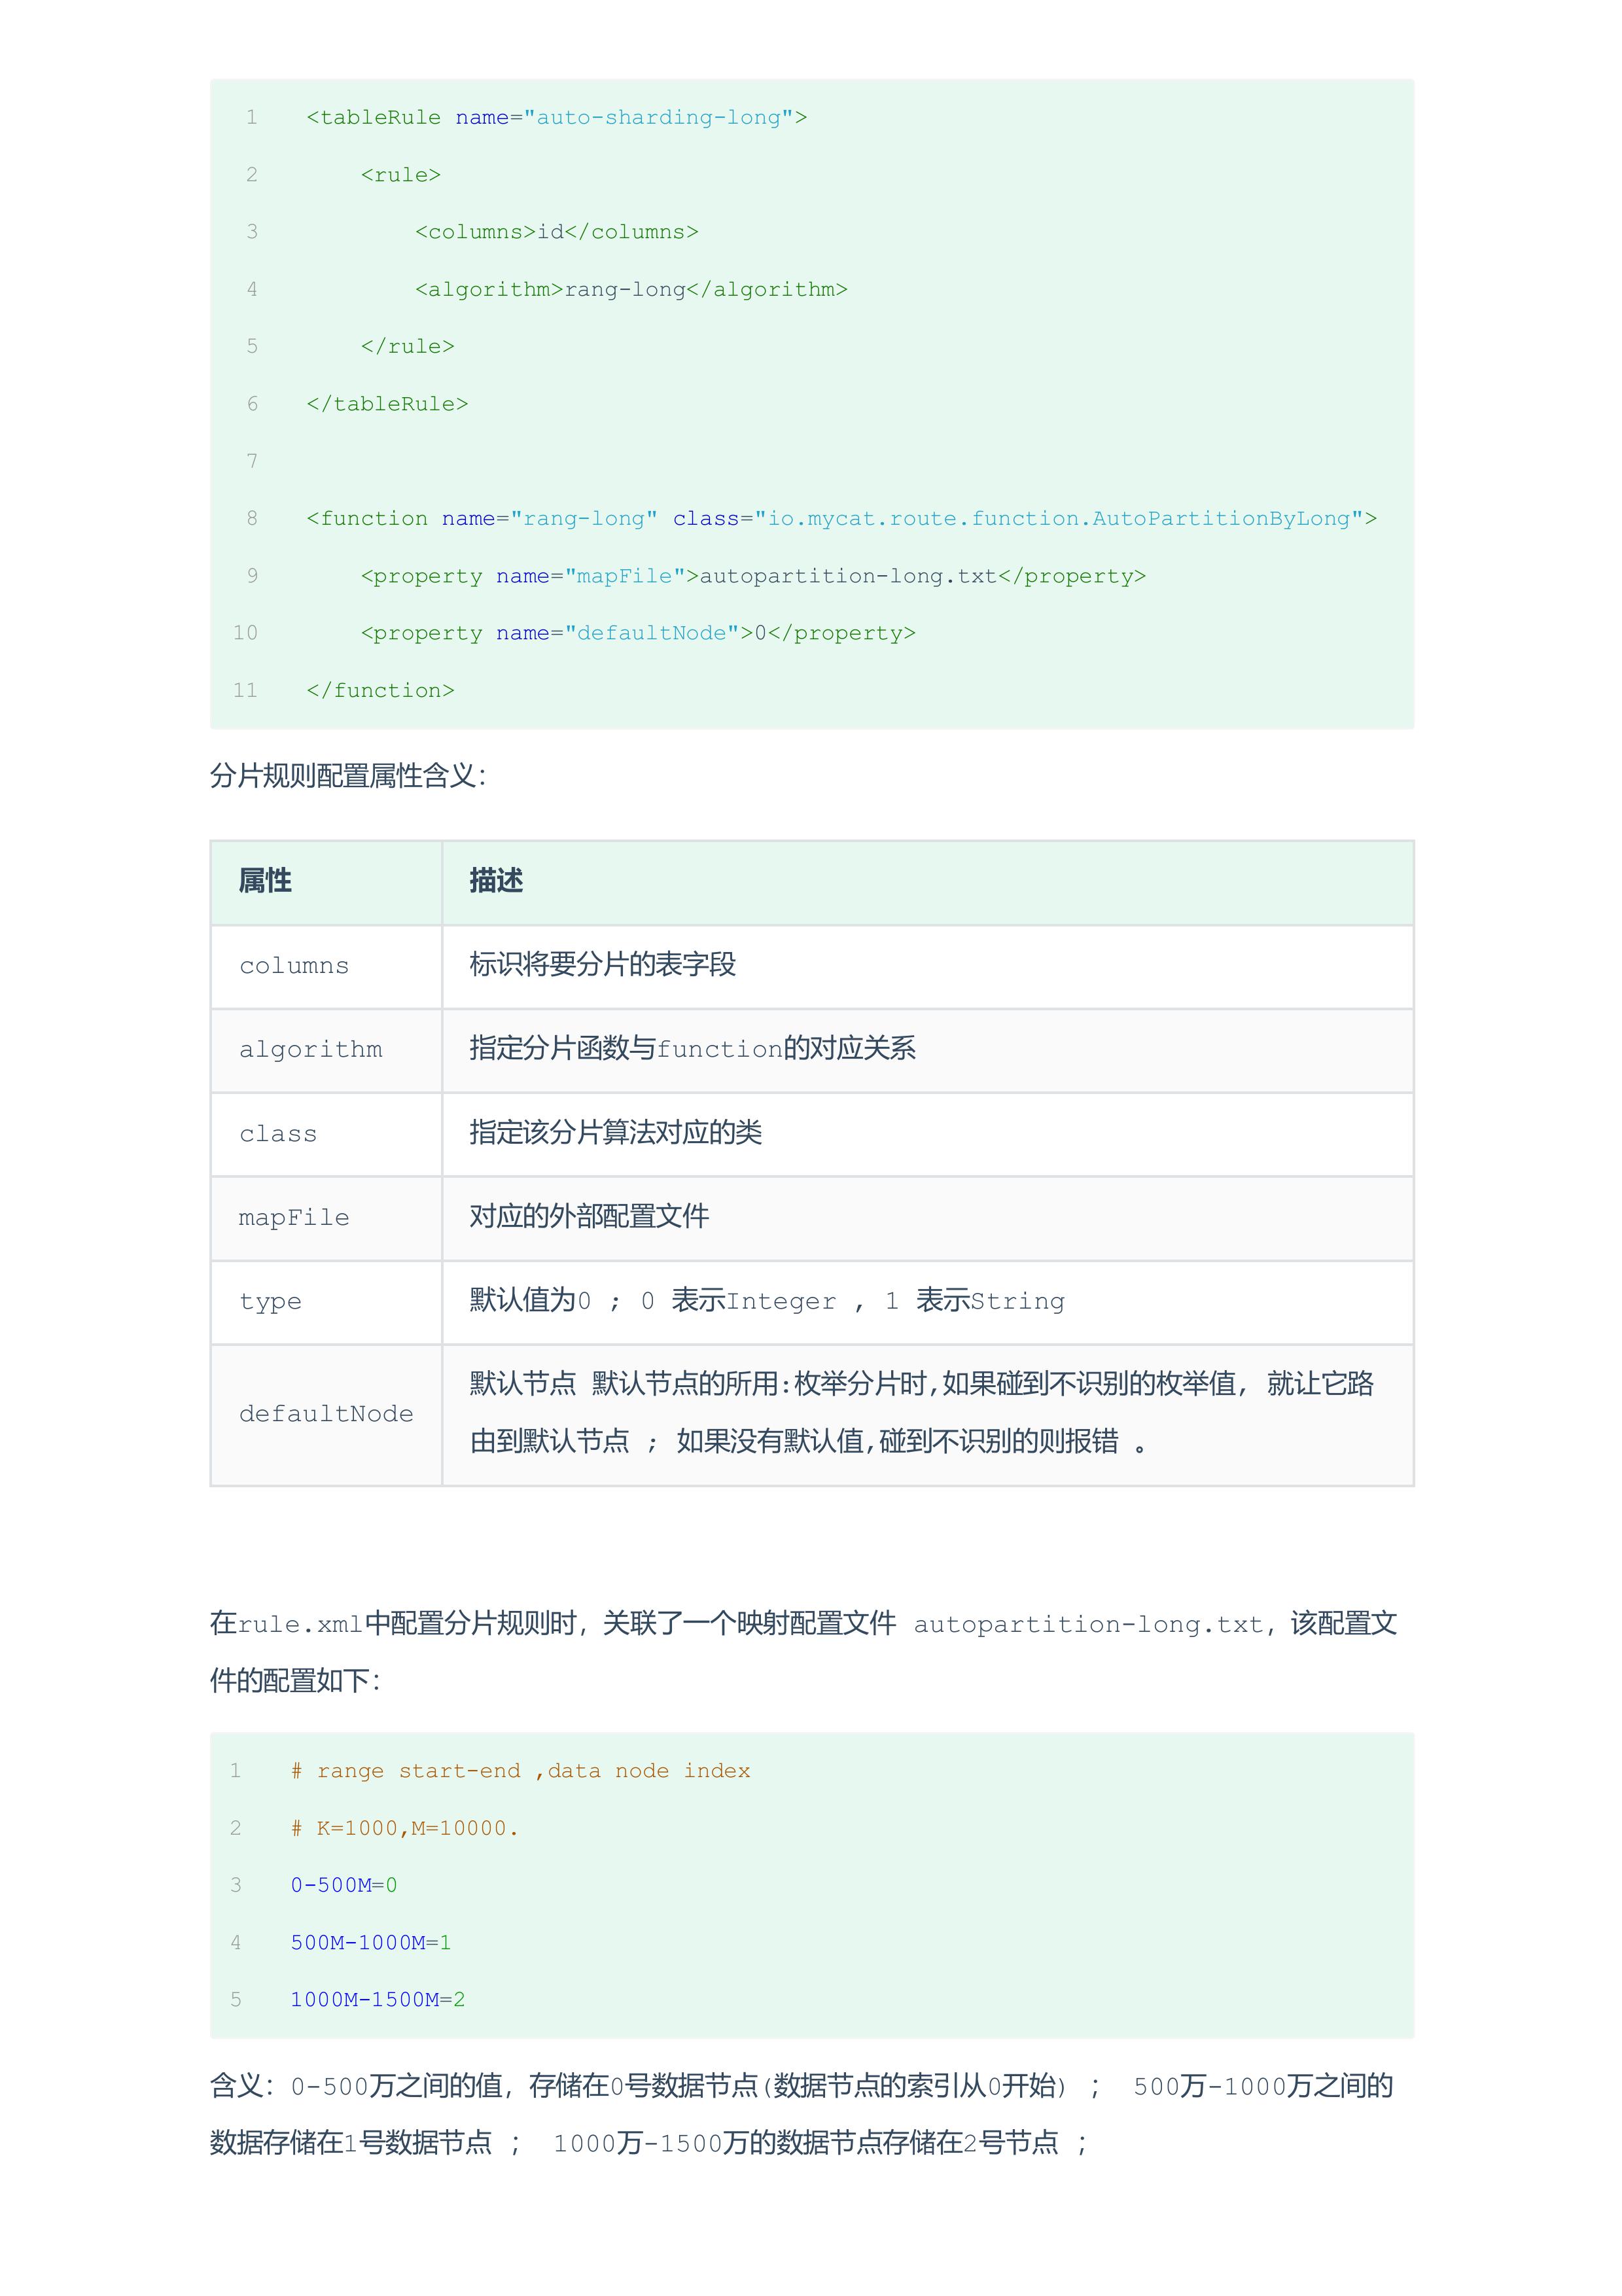 1 <tableRule name="auto-sharding-long">
2     <rule>
3         <columns>id</columns>
4         <algorithm>rang-long</algorithm>
5     </rule>
6 </tableRule>
7
8 <function name="rang-long" class="io.mycat.route.function.AutoPartitionByLong">
9     <property name="mapFile">autopartition-long.txt</property>
10     <property name="defaultNode">0</property>
11 </function>
分片规则配置属性含义：
属性 描述
columns 标识将要分片的表字段
algorithm 指定分片函数与function的对应关系
class 指定该分片算法对应的类
mapFile 对应的外部配置文件
type 默认值为0 ; 0 表示Integer , 1 表示String
defaultNode 默认节点 默认节点的所用:枚举分片时,如果碰到不识别的枚举值, 就让它路
由到默认节点 ; 如果没有默认值,碰到不识别的则报错 。
在rule.xml中配置分片规则时，关联了一个映射配置文件 autopartition-long.txt，该配置文
件的配置如下：
1 # range start-end ,data node index
2 # K=1000,M=10000.
3 0-500M=0
4 500M-1000M=1
5 1000M-1500M=2
含义：0-500万之间的值，存储在0号数据节点(数据节点的索引从0开始) ； 500万-1000万之间的
数据存储在1号数据节点 ； 1000万-1500万的数据节点存储在2号节点 ；